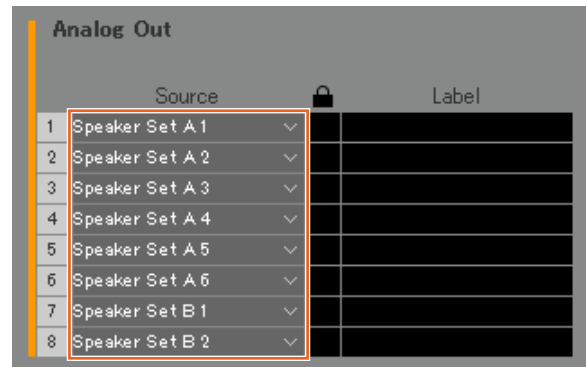 Analog Out
Source Label
1 Speaker Set A 1
2 Speaker Set A 2
3 Speaker Set A 3
4 Speaker Set A 4
5 Speaker Set A 5
6 Speaker Set A 6
7 Speaker Set B 1
8 Speaker Set B 2